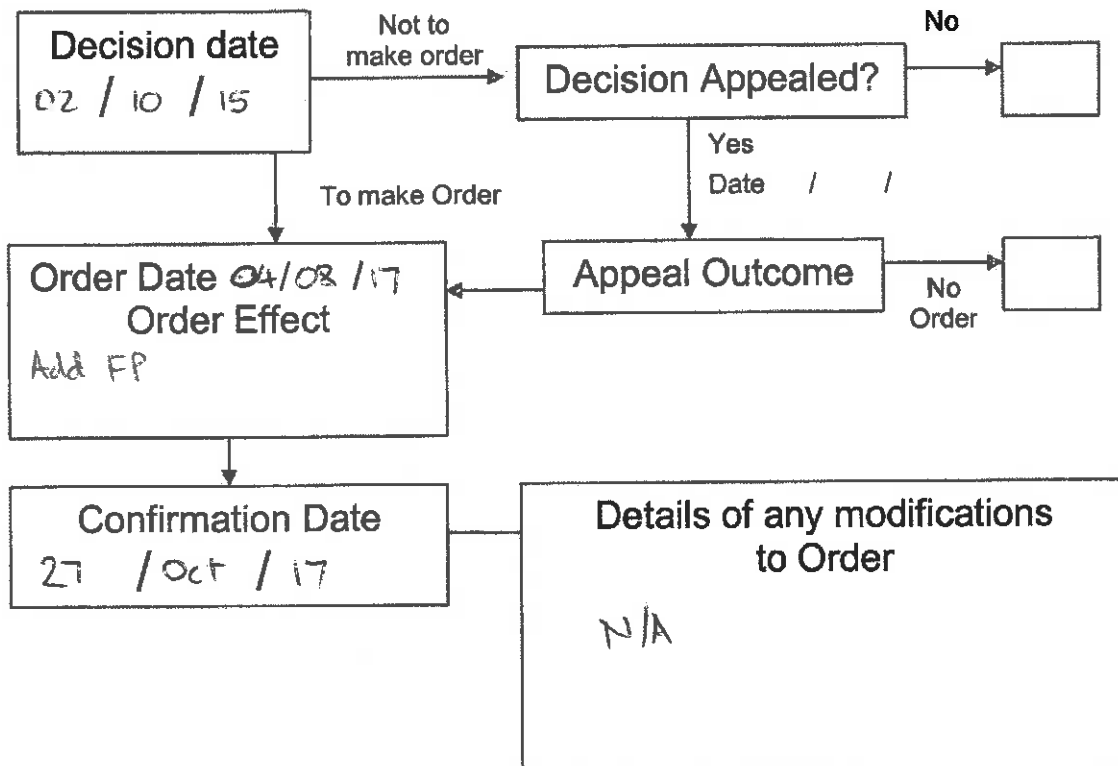 Decision date
02 / 10 / 15
Not to
make order
Decision Appealed?
No
Yes
Date / /
To make Order
Order Date 04/08/17
Order Effect
Add FP
Appeal Outcome
No
Order
Confirmation Date
27 / Oct / 17
Details of any modifications
to Order
N/A